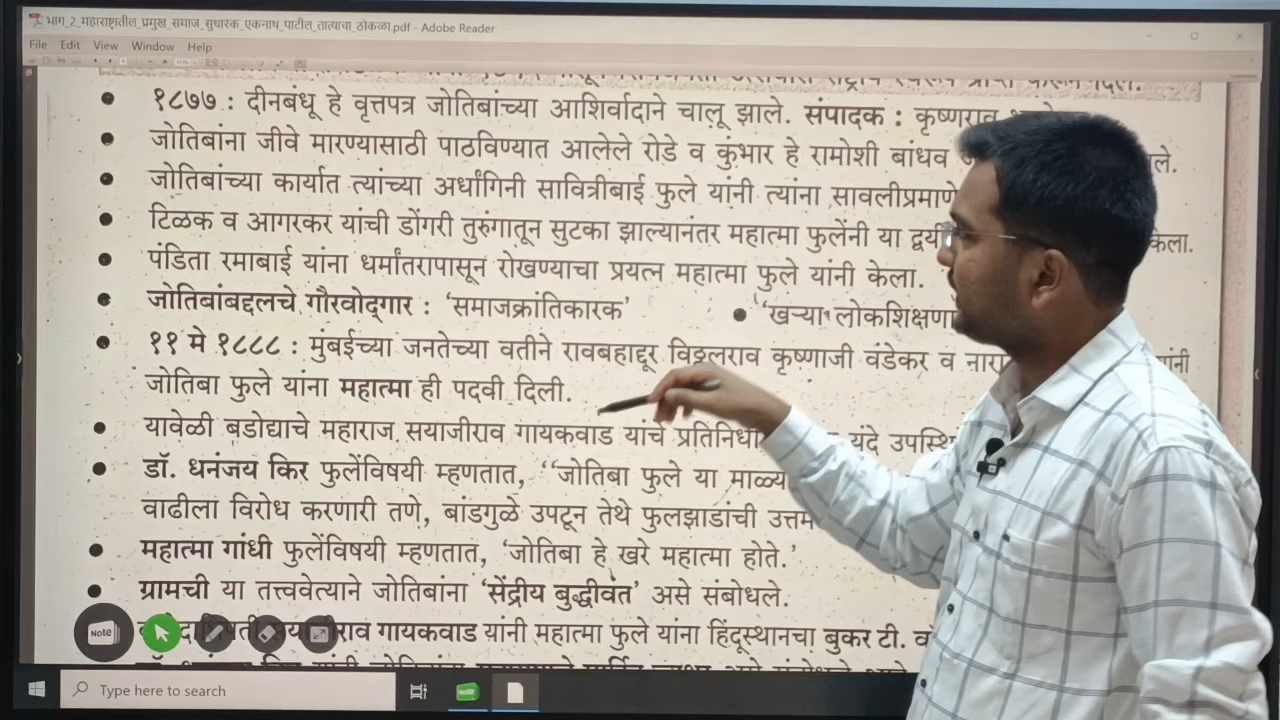 भाग_2_महाराष्ट्रातील_प्रमुख_समाज_सुधारक_एकनाथ_पाटील_तात्याचा_ठोकळा.pdf - Adobe Reader
File Edit View Window Help
१८७७ : दीनबंधू हे वृत्तपत्र जोतिबांच्या आशिर्वादाने चालू झाले. संपादक : कृष्णराव
जोतिबांना जीवे मारण्यासाठी पाठविण्यात आलेले रोडे व कुंभार हे रामोशी बांधव
जोतिबांच्या कार्यात त्यांच्या अर्धांगिनी सावित्रीबाई फुले यांनी त्यांना सावलीप्रमाणे
टिळक व आगरकर यांची डोंगरी तुरुंगातून सुटका झाल्यानंतर महात्मा फुलेंनी या द्वयी केला.
पंडिता रमाबाई यांना धर्मांतरापासून रोखण्याचा प्रयत्न महात्मा फुले यांनी केला.
जोतिबांबद्दलचे गौरवोद्‌गार : ‘समाजक्रांतिकारक’ • ‘‘खऱ्या लोकशिक्षणा
११ मे १८८८ : मुंबईच्या जनतेच्या वतीने रावबहाद्दूर विठ्ठलराव कृष्णाजी वंडेकर व यांनी
जोतिबा फुले यांना महात्मा ही पदवी दिली.
यावेळी बडोद्याचे महाराज सयाजीराव गायकवाड यांचे प्रतिनिधी यंदे
डॉ. धनंजय किर फुलेंविषयी म्हणतात, ‘‘जोतिबा फुले या माळ्या
वाढीला विरोध करणारी तणे, बांडगुळे उपटून तेथे फुलझाडांची उत्तम
महात्मा गांधी फुलेंविषयी म्हणतात, ‘जोतिबा हे खरे महात्मा होते.’
ग्रामची या तत्त्ववेत्याने जोतिबांना ‘सेंद्रीय बुद्धीवंत’ असे संबोधले.
गायकवाड यांनी महात्मा फुले यांना हिंदूस्थानचा बुकर टी.
Note
Type here to search
Note